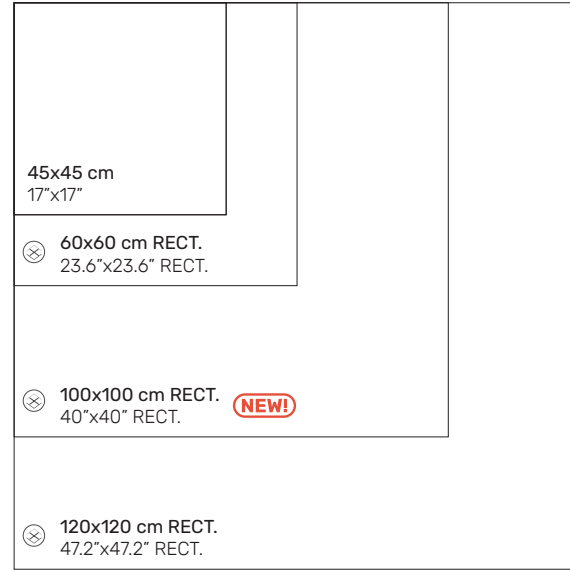 45x45 cm
17”x17”
60x60 cm RECT.
23.6”x23.6” RECT.
100x100 cm RECT.
40”x40” RECT.
NEW!
120x120 cm RECT.
47.2”x47.2” RECT.